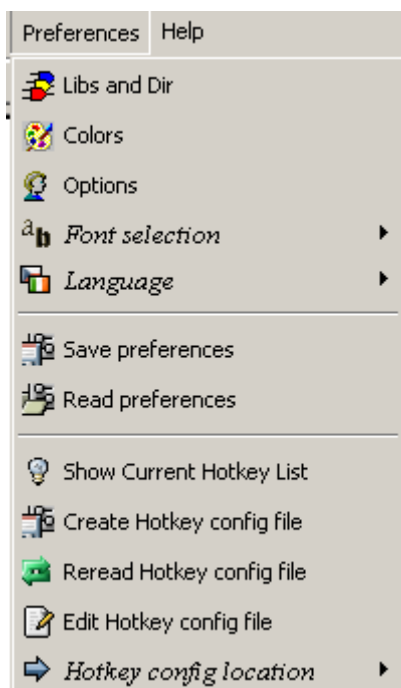 Preferences Help
Libs and Dir
Colors
Options
ab Font selection
Language
Save preferences
Read preferences
Show Current Hotkey List
Create Hotkey config file
Reread Hotkey config file
Edit Hotkey config file
Hotkey config location